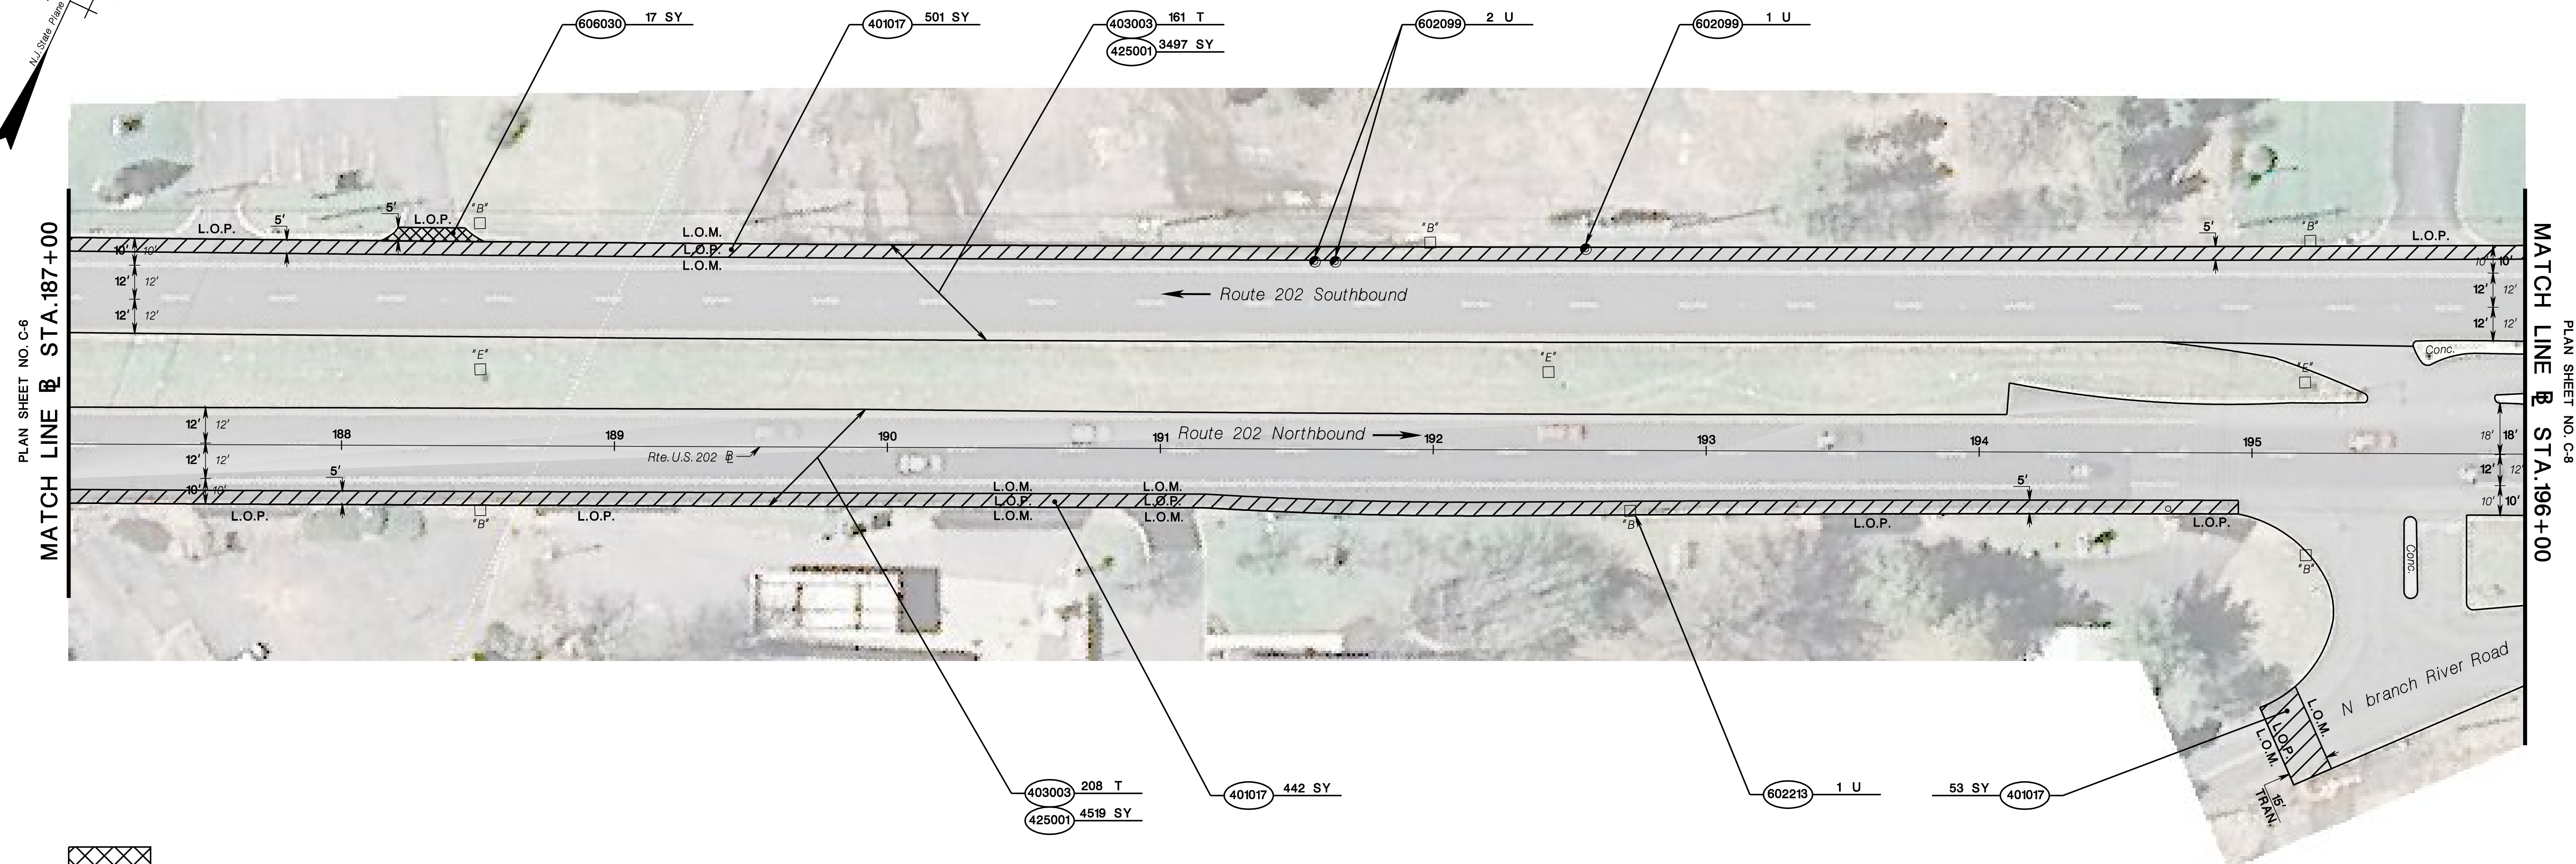 N.J. State Plane
606030 17 SY
401017 501 SY
403003 161 T
425001 3497 SY
602099 2 U
602099 1 U
PLAN SHEET NO. C-6
MATCH LINE BL STA. 187+00
L.O.P.
5'
5'
L.O.P.
"B"
L.O.M.
L.O.P.
L.O.M.
"B"
5'
"B"
L.O.P.
10' 10'
12' 12'
12' 12'
Route 202 Southbound
10' 10'
12' 12'
12' 12'
"E"
"E"
"E"
Conc.
12' 12'
12' 12'
10' 10'
188
189
190
191
192
193
194
195
Route 202 Northbound
Rte. U.S. 202 BL
18' 18'
12' 12'
10' 10'
5'
L.O.P.
"B"
L.O.P.
L.O.M.
L.O.P.
L.O.M.
L.O.M.
L.O.P.
L.O.M.
"B"
5'
L.O.P.
L.O.P.
"B"
Conc.
MATCH LINE BL STA. 196+00
PLAN SHEET NO. C-8
N branch River Road
L.O.M.
L.O.P.
L.O.M.
15'
TRAN.
403003 208 T
425001 4519 SY
401017 442 SY
602213 1 U
53 SY 401017